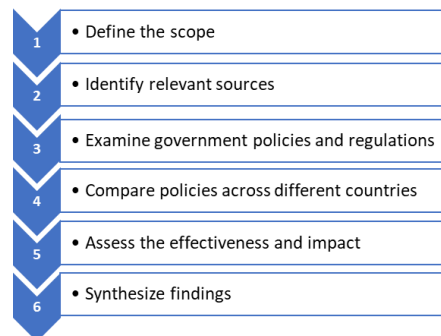 1 • Define the scope
2 • Identify relevant sources
3 • Examine government policies and regulations
4 • Compare policies across different countries
5 • Assess the effectiveness and impact
6 • Synthesize findings